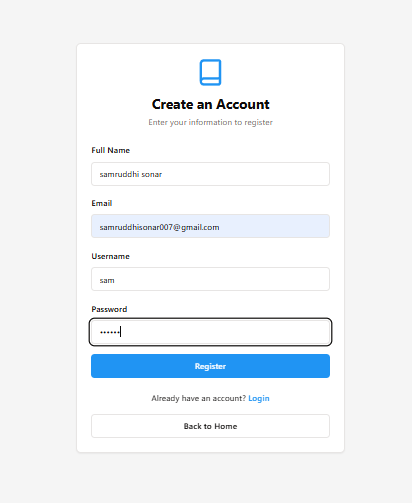 Create an Account
Enter your information to register
Full Name
samruddhi sonar
Email
samruddhisonar007@gmail.com
Username
sam
Password
••••••
Register
Already have an account? Login
Back to Home